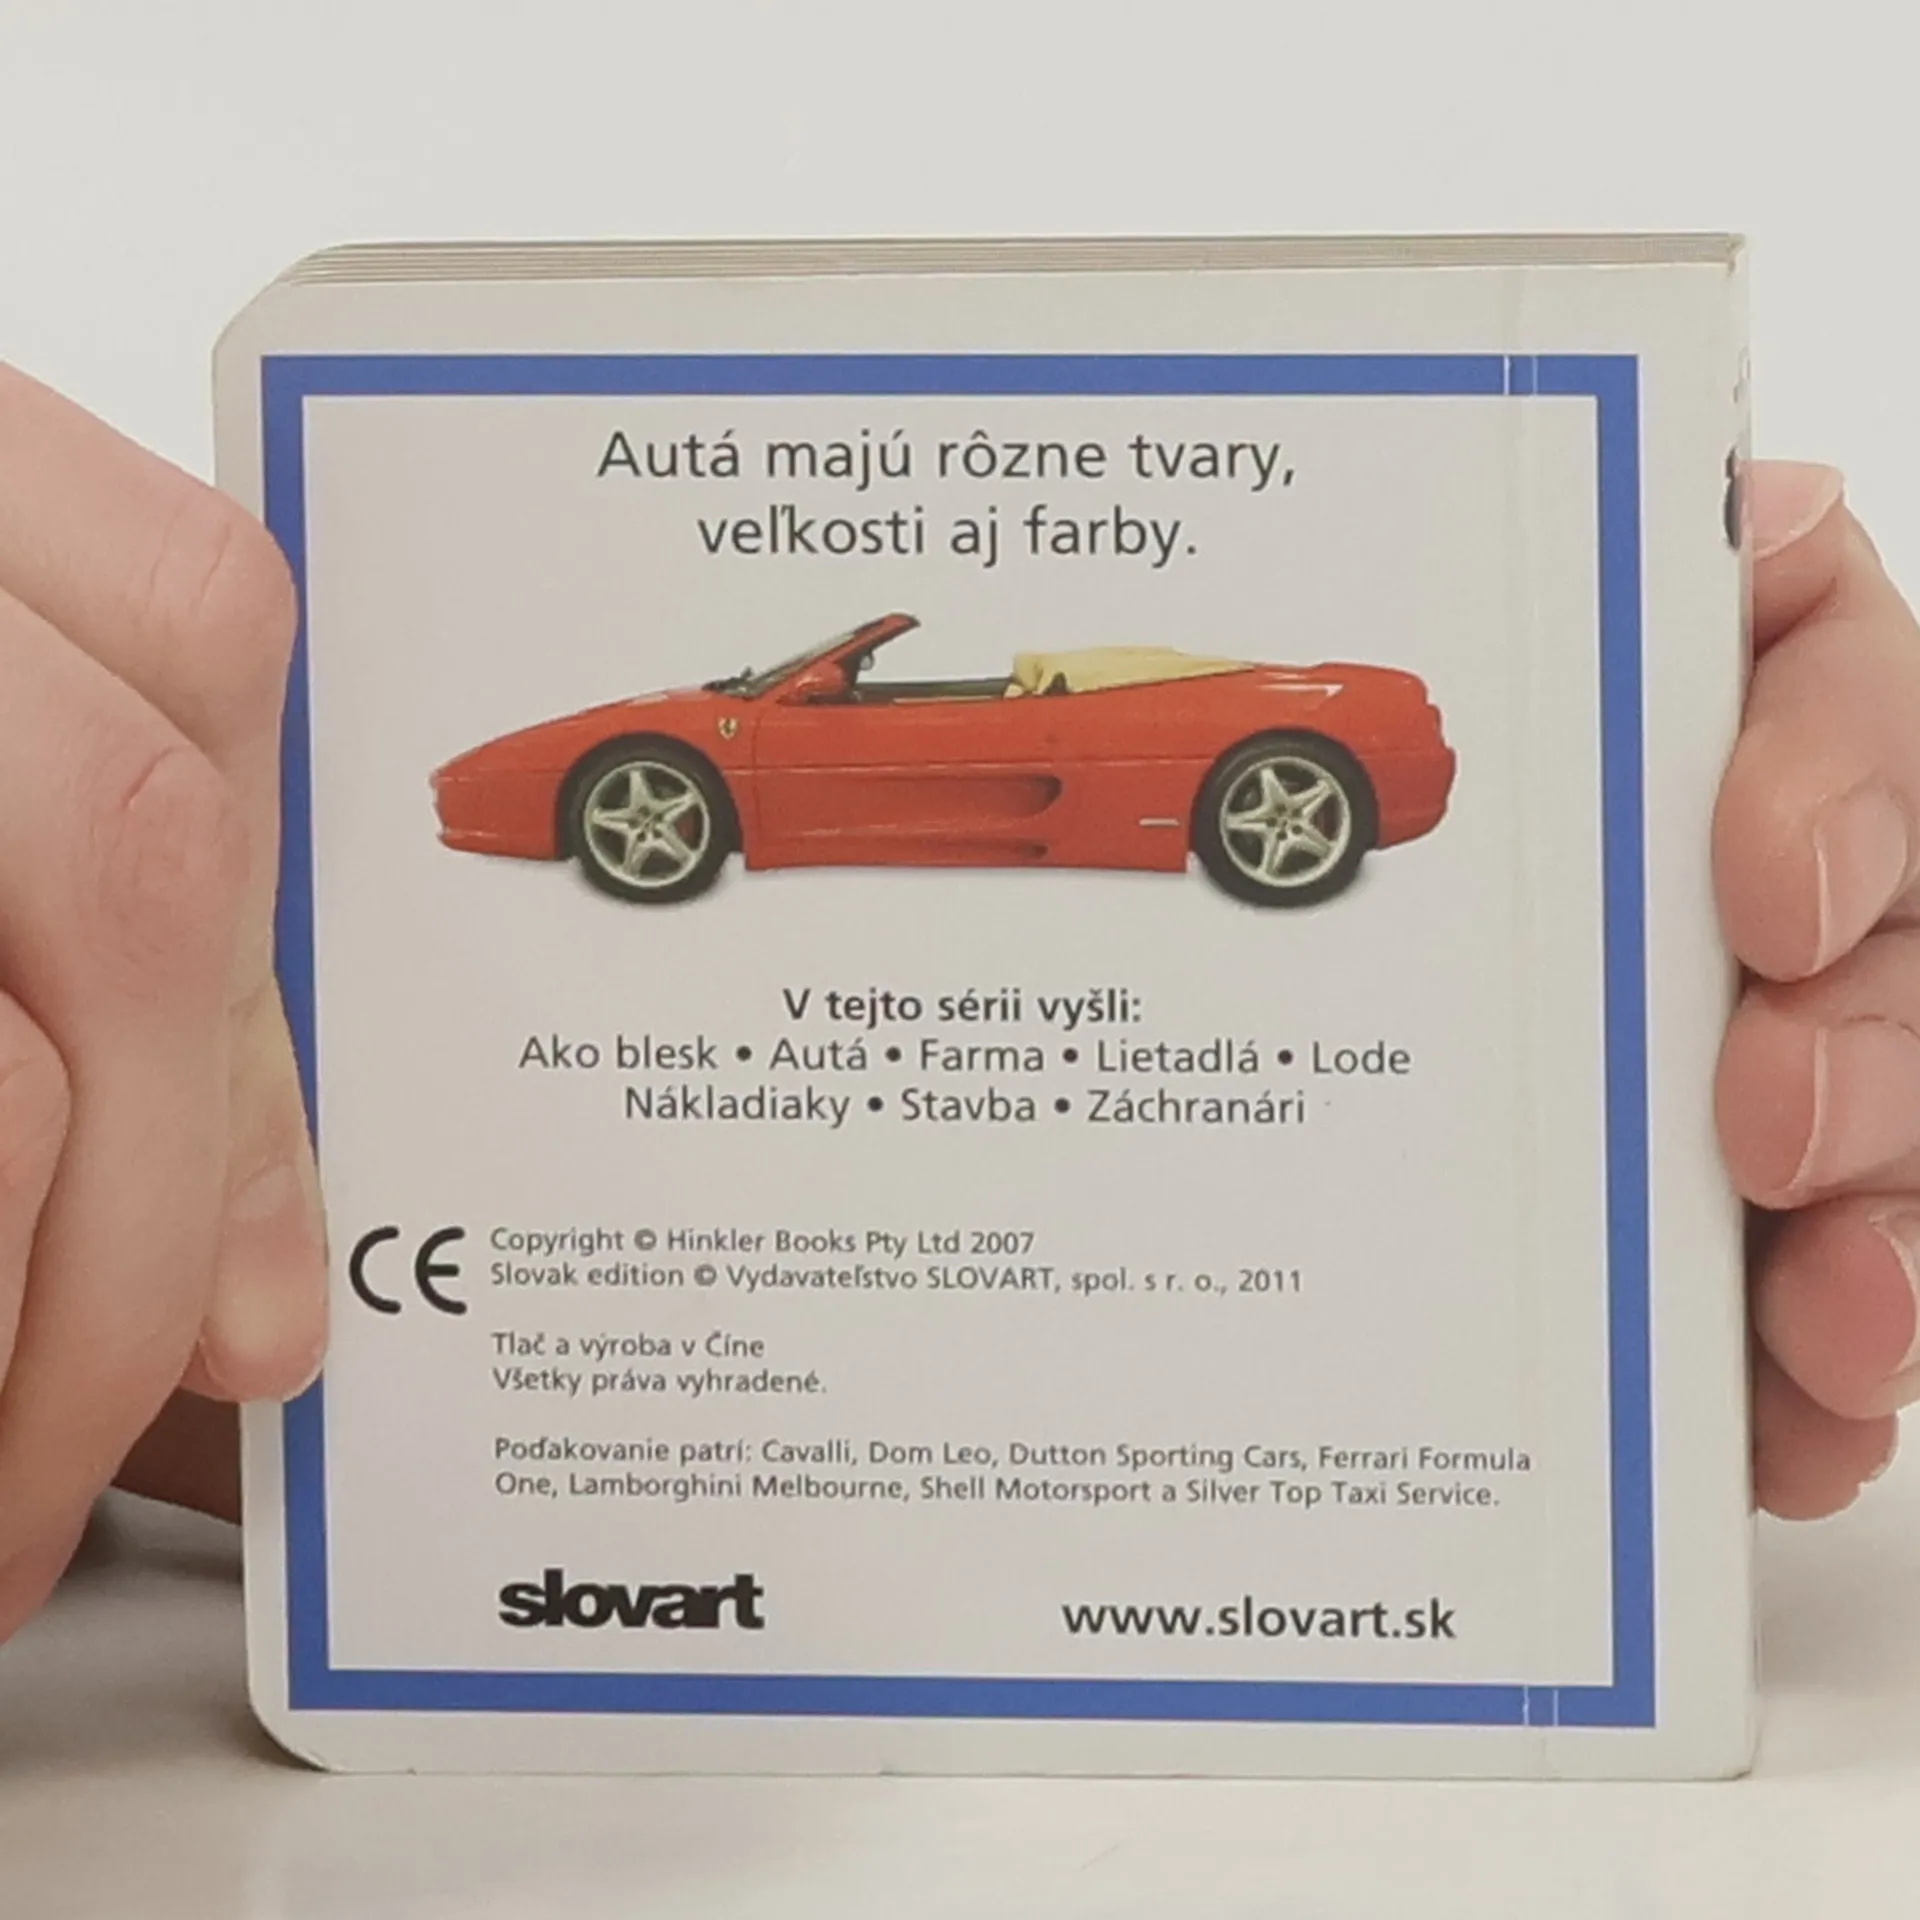 Autá majú rôzne tvary,
veľkosti aj farby.
V tejto sérii vyšli:
Ako blesk • Autá • Farma • Lietadlá • Lode
Nákladiaky • Stavba • Záchranári
CE
Copyright © Hinkler Books Pty Ltd 2007
Slovak edition © Vydavateľstvo SLOVART, spol. s r. o., 2011
Tlač a výroba v Číne
Všetky práva vyhradené.
Poďakovanie patrí: Cavalli, Dom Leo, Dutton Sporting Cars, Ferrari Formula
One, Lamborghini Melbourne, Shell Motorsport a Silver Top Taxi Service.
slovart
www.slovart.sk